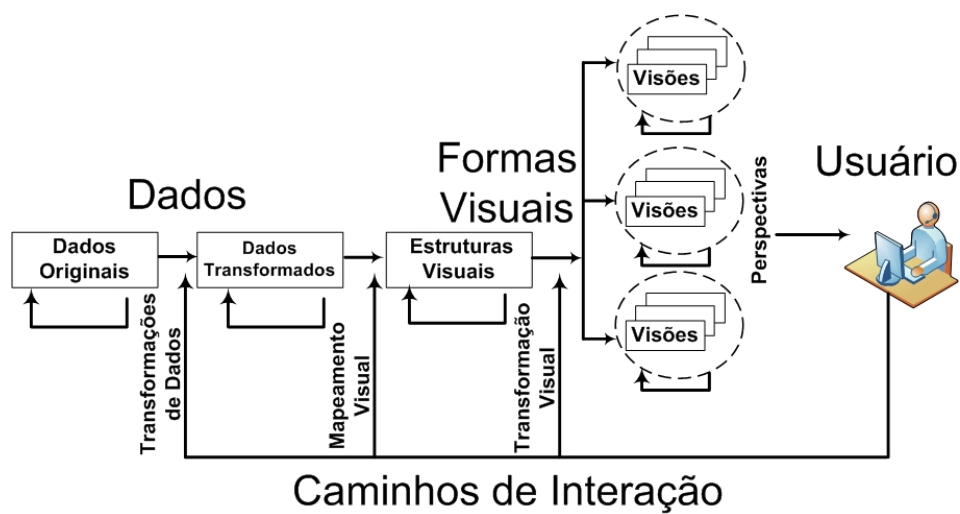 Dados
Formas
Visuais
Usuário
Dados
Originais
Dados
Transformados
Estruturas
Visuais
Visões
Visões
Visões
Perspectivas
Transformações
de Dados
Mapeamento
Visual
Transformação
Visual
Caminhos de Interação